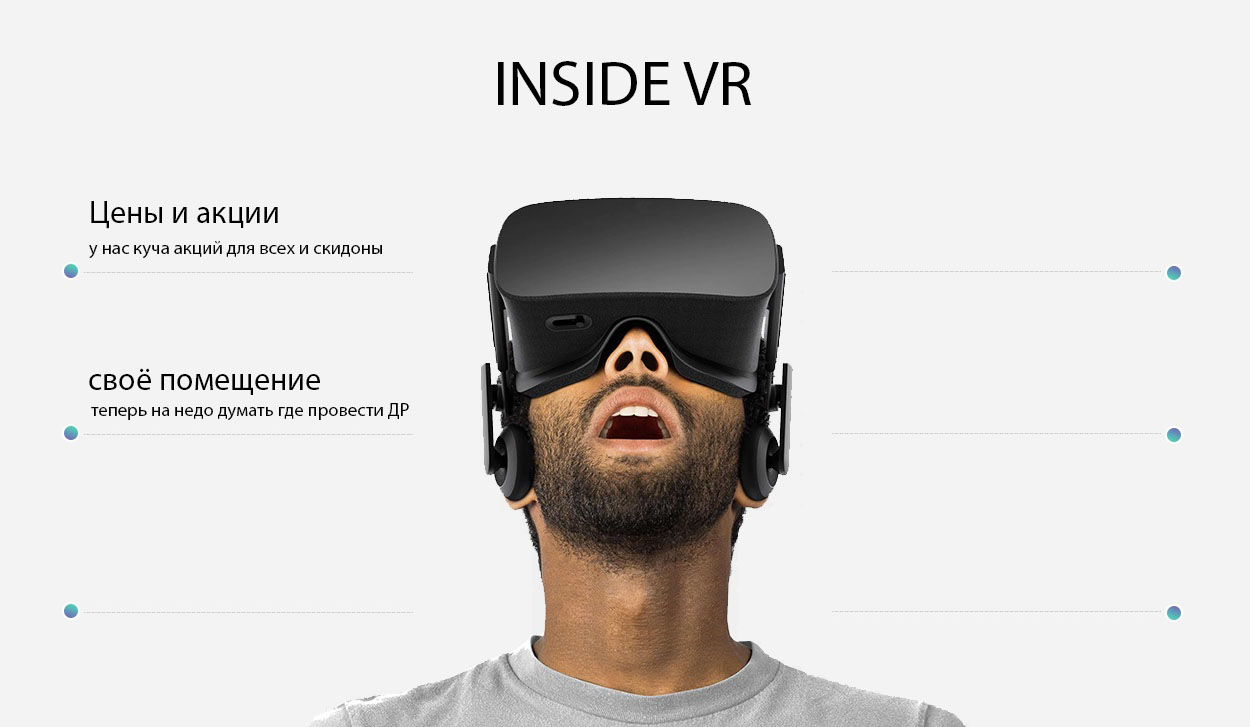 INSIDE VR
Цены и акции
у нас куча акций для всех и скидоны
своё помещение
теперь на недо думать где провести ДР